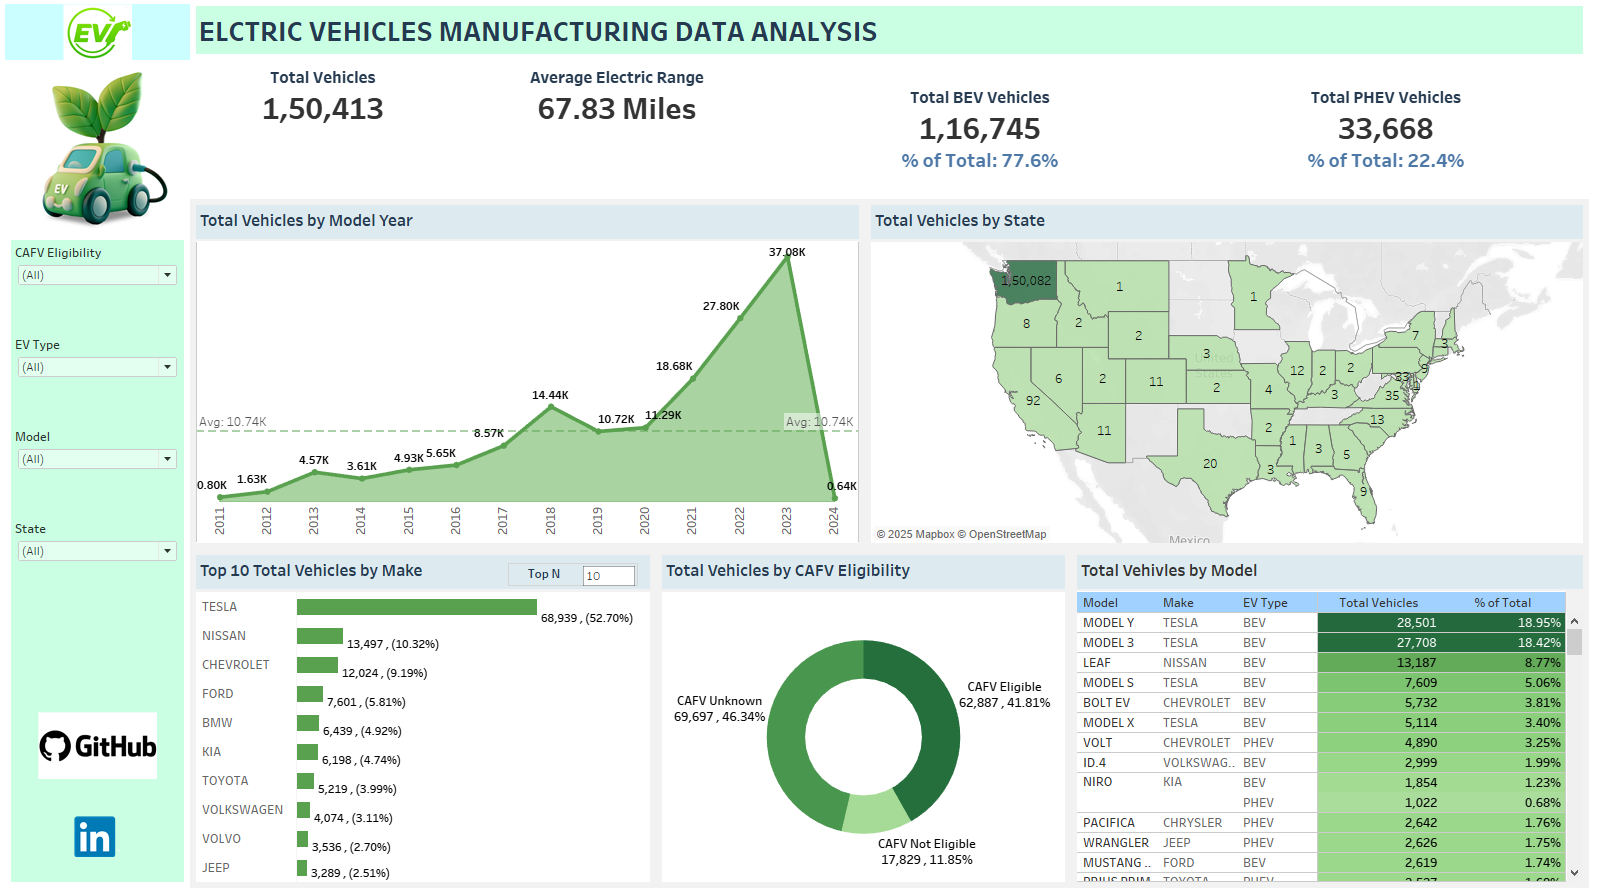 EV
ELCTRIC VEHICLES MANUFACTURING DATA ANALYSIS
Total Vehicles
1,50,413
Average Electric Range
67.83 Miles
Total BEV Vehicles
1,16,745
% of Total: 77.6%
Total PHEV Vehicles
33,668
% of Total: 22.4%
EV
CAFV Eligibility
(All)
EV Type
(All)
Model
(All)
State
(All)
GitHub
in
Total Vehicles by Model Year
37.08K
27.80K
18.68K
14.44K
10.72K
11.29K
Avg: 10.74K
Avg: 10.74K
8.57K
4.57K
3.61K
4.93K
5.65K
0.80K
1.63K
0.64K
2011
2012
2013
2014
2015
2016
2017
2018
2019
2020
2021
2022
2023
2024
Total Vehicles by State
1,50,082
1
1
8
2
2
7
3
3
United States
12
2
2
9
33
1
6
2
11
2
4
3
35
92
13
11
2
1
3
5
20
3
9
Mexico
© 2025 Mapbox © OpenStreetMap
Top 10 Total Vehicles by Make
Top N
10
TESLA
68,939 , (52.70%)
NISSAN
13,497 , (10.32%)
CHEVROLET
12,024 , (9.19%)
FORD
7,601 , (5.81%)
BMW
6,439 , (4.92%)
KIA
6,198 , (4.74%)
TOYOTA
5,219 , (3.99%)
VOLKSWAGEN
4,074 , (3.11%)
VOLVO
3,536 , (2.70%)
JEEP
3,289 , (2.51%)
Total Vehicles by CAFV Eligibility
CAFV Unknown
69,697 , 46.34%
CAFV Eligible
62,887 , 41.81%
CAFV Not Eligible
17,829 , 11.85%
Total Vehivles by Model
Model Make EV Type Total Vehicles % of Total
MODEL Y TESLA BEV 28,501 18.95%
MODEL 3 TESLA BEV 27,708 18.42%
LEAF NISSAN BEV 13,187 8.77%
MODEL S TESLA BEV 7,609 5.06%
BOLT EV CHEVROLET BEV 5,732 3.81%
MODEL X TESLA BEV 5,114 3.40%
VOLT CHEVROLET PHEV 4,890 3.25%
ID.4 VOLKSWAG.. BEV 2,999 1.99%
NIRO KIA BEV 1,854 1.23%
PHEV 1,022 0.68%
PACIFICA CHRYSLER PHEV 2,642 1.76%
WRANGLER JEEP PHEV 2,626 1.75%
MUSTANG .. FORD BEV 2,619 1.74%